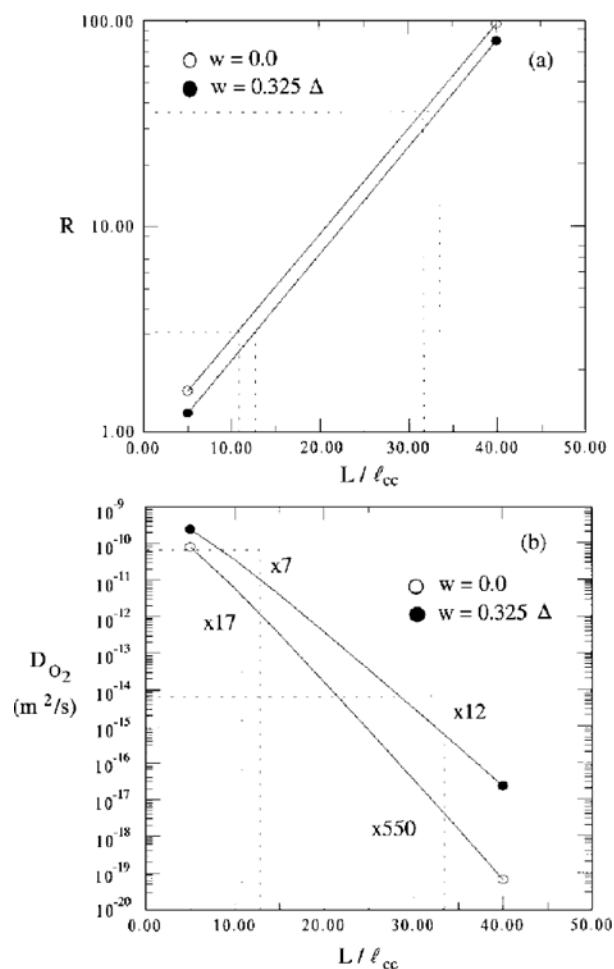 100.00
(a)
w = 0.0
w = 0.325 Δ
R
10.00
1.00
0.00 10.00 20.00 30.00 40.00 50.00
L / ℓcc
10⁻⁹
(b)
10⁻¹⁰
x7
w = 0.0
10⁻¹¹
w = 0.325 Δ
10⁻¹²
x17
10⁻¹³
D O₂
(m²/s)
10⁻¹⁴
x12
10⁻¹⁵
10⁻¹⁶
10⁻¹⁷
x550
10⁻¹⁸
10⁻¹⁹
10⁻²⁰
0.00 10.00 20.00 30.00 40.00 50.00
L / ℓcc